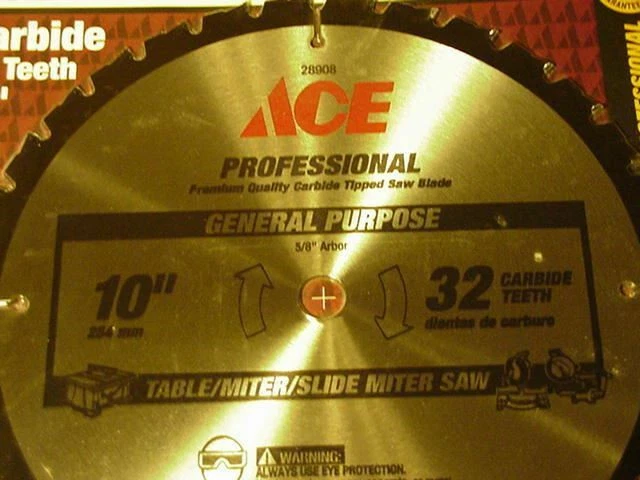 arbide
Teeth
28908
ACE
PROFESSIONAL
Premium Quality Carbide Tipped Saw Blade
GENERAL PURPOSE
5/8" Arbor
10"
254 mm
32 CARBIDE TEETH
dientes de carburo
TABLE/MITER/SLIDE MITER SAW
WARNING:
ALWAYS USE EYE PROTECTION.